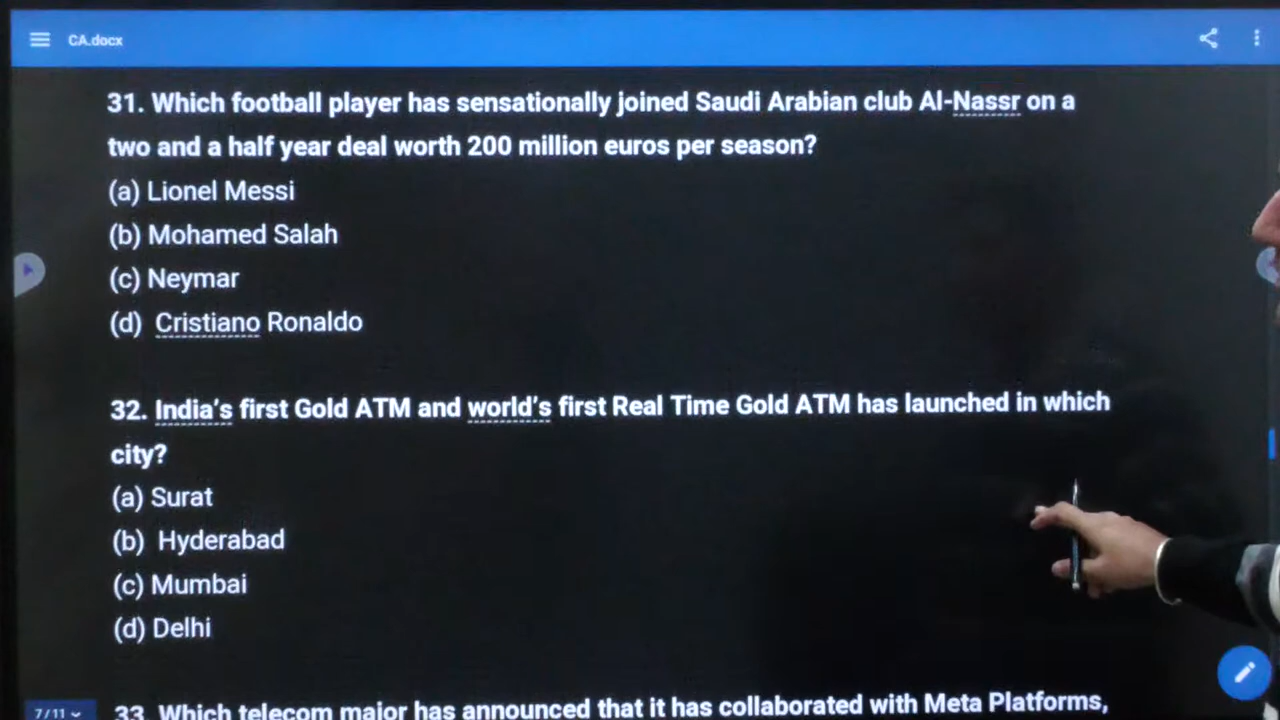 CA.docx
31. Which football player has sensationally joined Saudi Arabian club Al-Nassr on a
two and a half year deal worth 200 million euros per season?
(a) Lionel Messi
(b) Mohamed Salah
(c) Neymar
(d) Cristiano Ronaldo
32. India's first Gold ATM and world's first Real Time Gold ATM has launched in which
city?
(a) Surat
(b) Hyderabad
(c) Mumbai
(d) Delhi
7/11
33. Which telecom major has announced that it has collaborated with Meta Platforms,